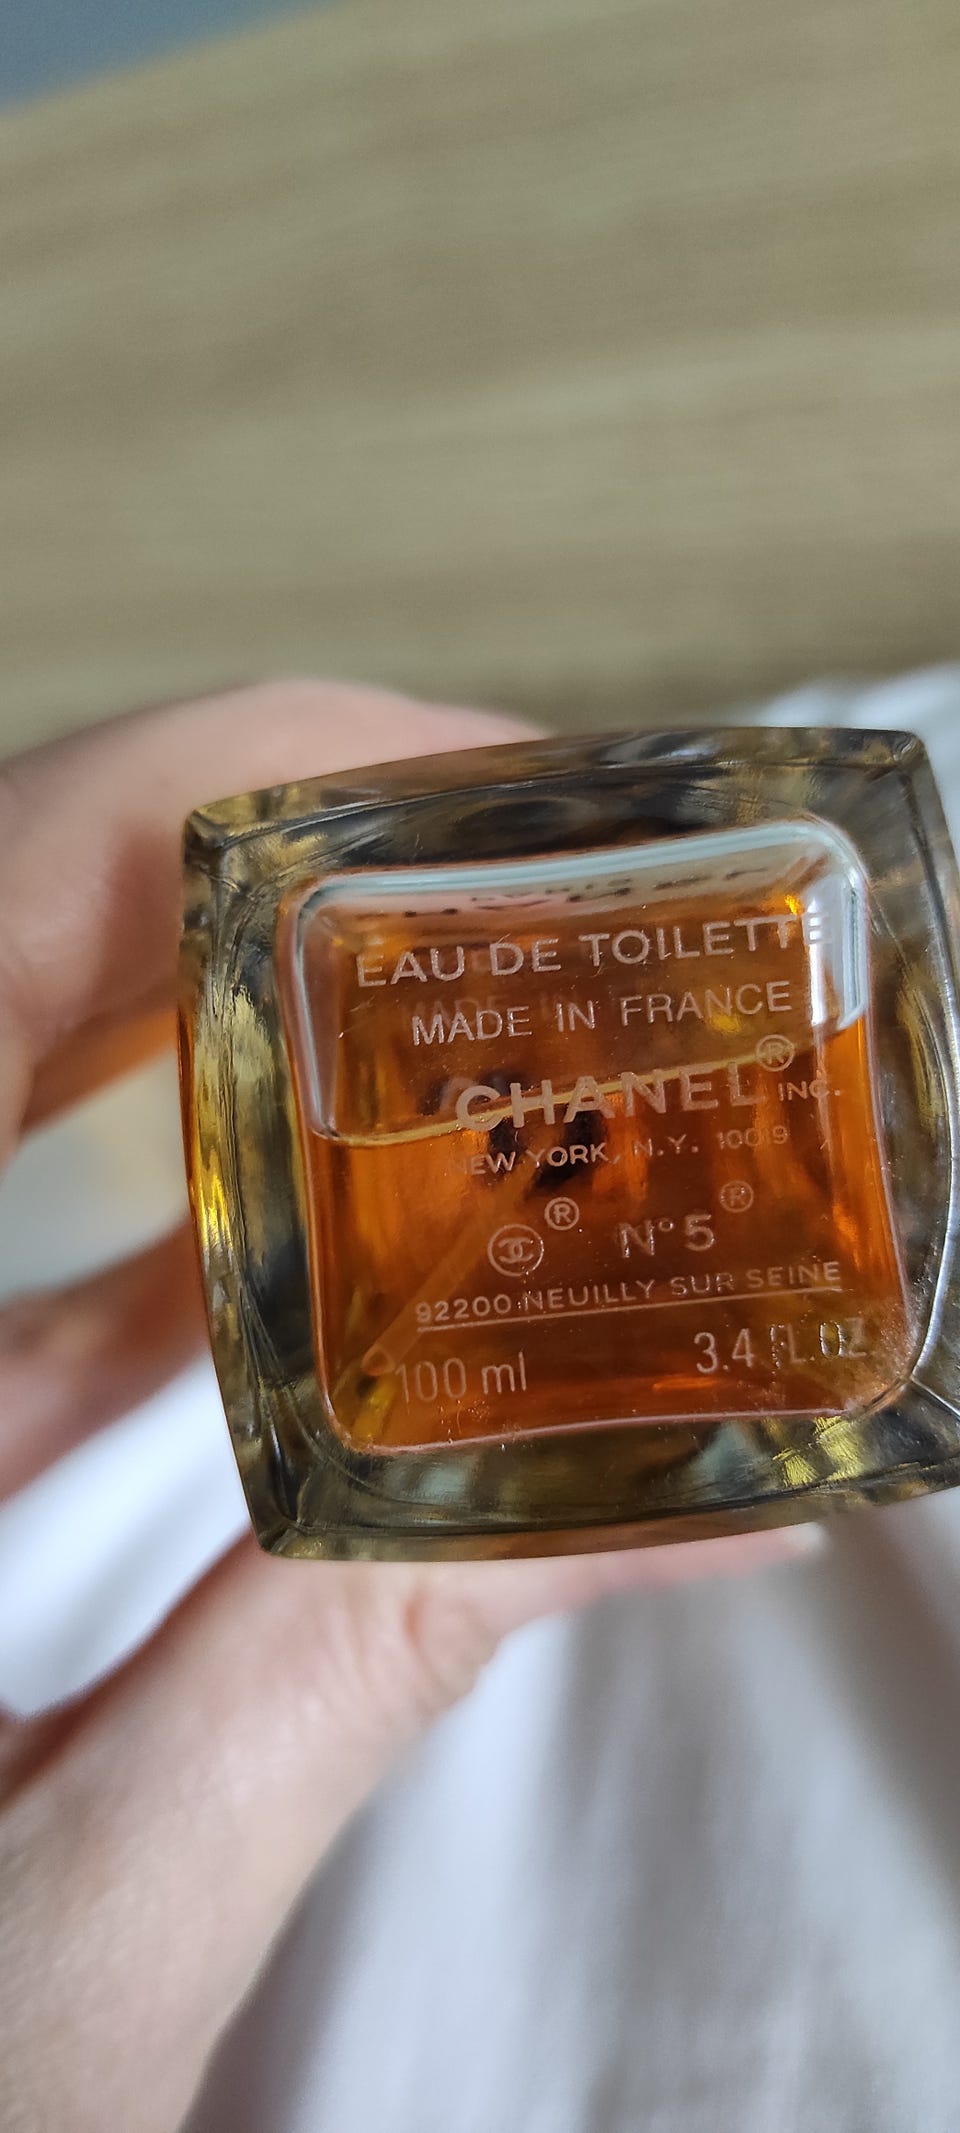 EAU DE TOILETTE
MADE IN FRANCE
CHANEL® INC.
NEW YORK, N.Y. 10019
® N°5®
92200 NEUILLY SUR SEINE
100 ml 3.4 FL.OZ